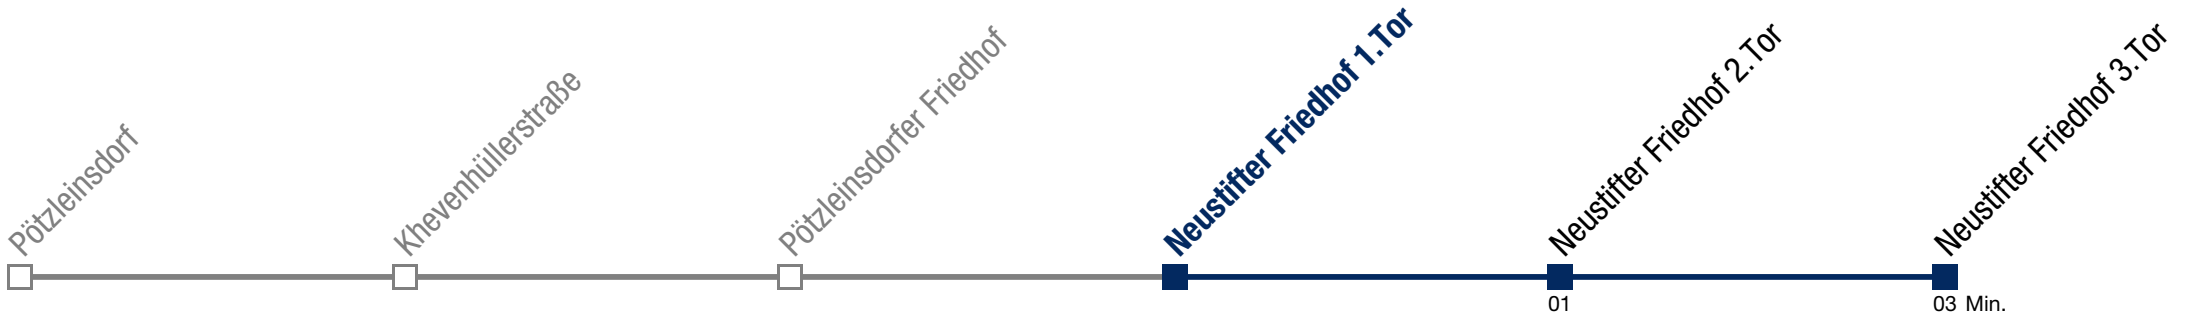 Pötzleinsdorf
Khevenhüllerstraße
Pötzleinsdorfer Friedhof
Neustifter Friedhof 1.Tor
Neustifter Friedhof 2.Tor
Neustifter Friedhof 3.Tor
01
03 Min.